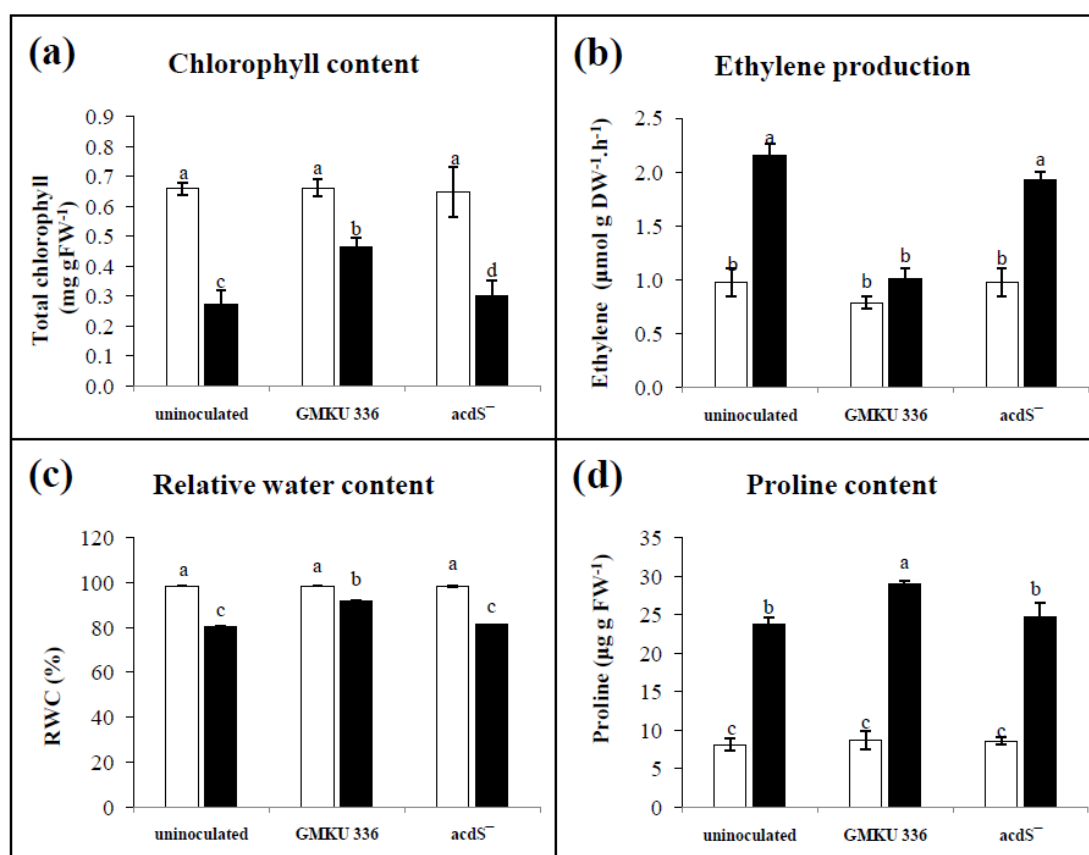 (a)
Chlorophyll content
Total chlorophyll
(mg gFW⁻¹)
0.9
0.8
0.7
0.6
0.5
0.4
0.3
0.2
0.1
0.0
a
c
a
b
a
d
uninoculated
GMKU 336
acdS⁻
(b)
Ethylene production
Ethylene (µmol g DW⁻¹.h⁻¹)
2.5
2.0
1.5
1.0
0.5
0.0
b
a
b
b
b
a
uninoculated
GMKU 336
acdS⁻
(c)
Relative water content
RWC (%)
120
100
80
60
40
20
0
a
c
a
b
a
c
uninoculated
GMKU 336
acdS⁻
(d)
Proline content
Proline (µg g FW⁻¹)
35
30
25
20
15
10
5
0
c
b
c
a
c
b
uninoculated
GMKU 336
acdS⁻